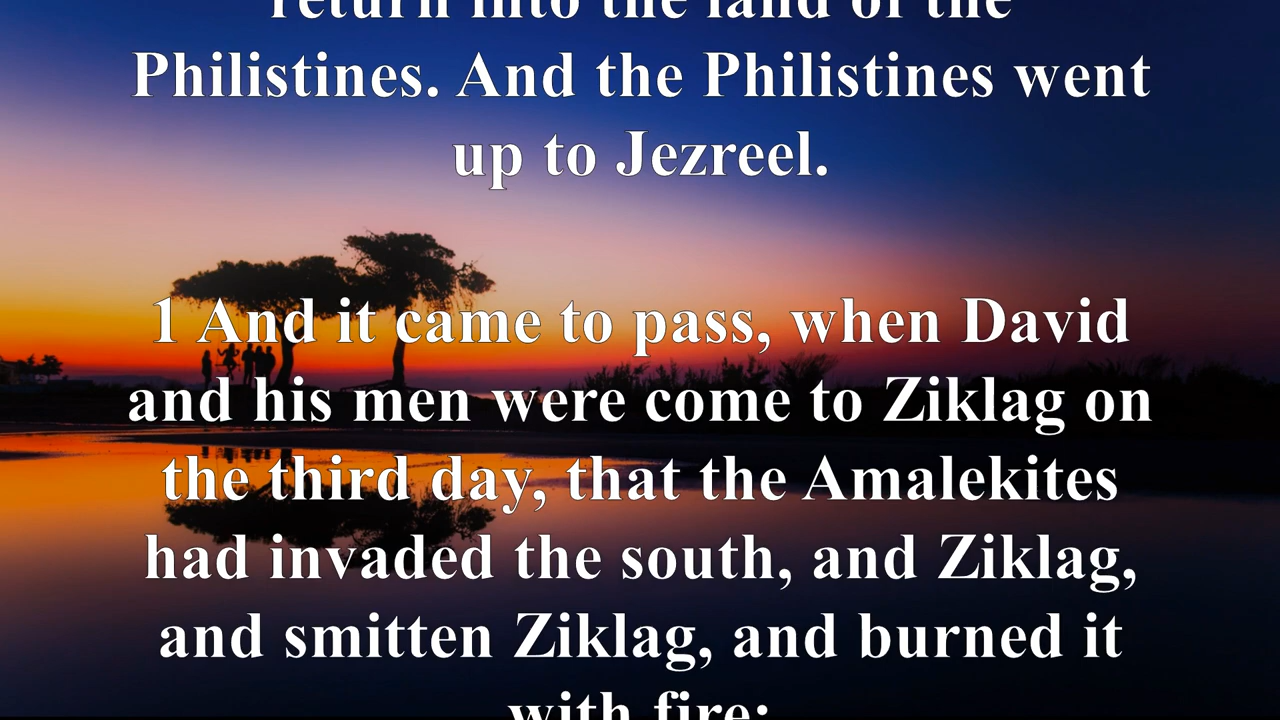 return into the land of the
Philistines. And the Philistines went
up to Jezreel.
1 And it came to pass, when David
and his men were come to Ziklag on
the third day, that the Amalekites
had invaded the south, and Ziklag,
and smitten Ziklag, and burned it
with fire;